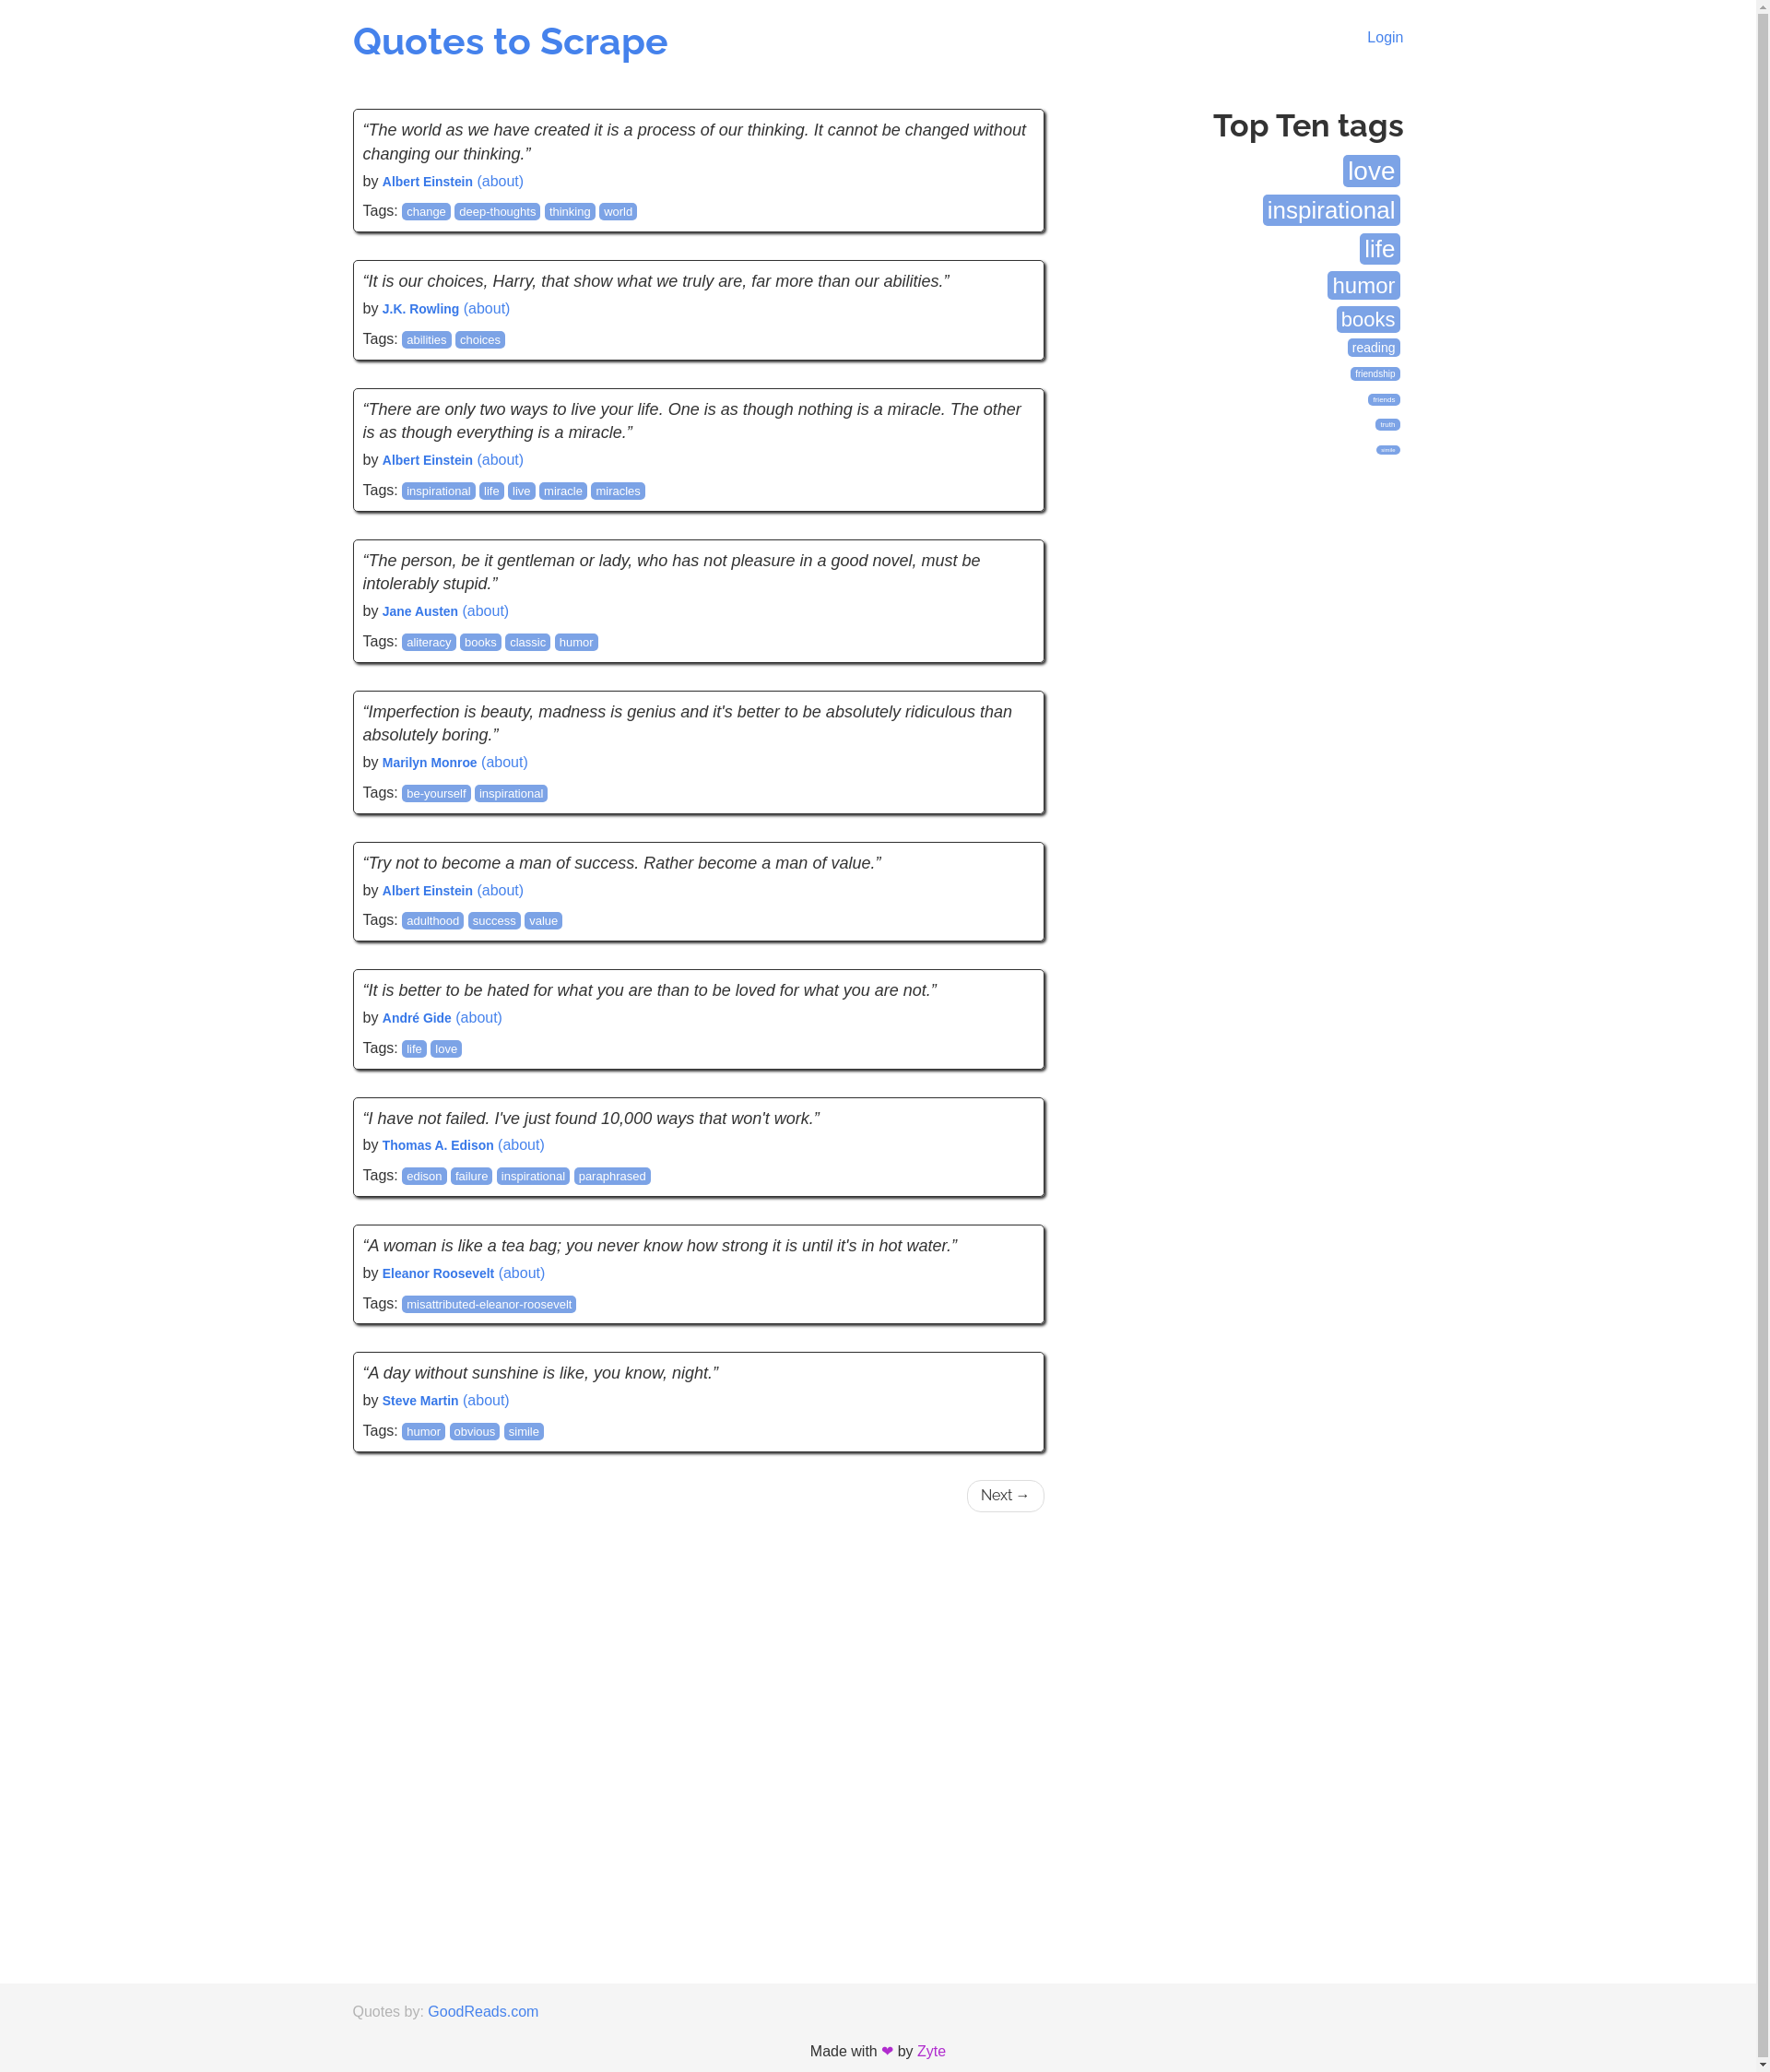 Quotes to Scrape
Login
“The world as we have created it is a process of our thinking. It cannot be changed without
changing our thinking.”
by Albert Einstein (about)
Tags: change deep-thoughts thinking world
“It is our choices, Harry, that show what we truly are, far more than our abilities.”
by J.K. Rowling (about)
Tags: abilities choices
“There are only two ways to live your life. One is as though nothing is a miracle. The other
is as though everything is a miracle.”
by Albert Einstein (about)
Tags: inspirational life live miracle miracles
“The person, be it gentleman or lady, who has not pleasure in a good novel, must be
intolerably stupid.”
by Jane Austen (about)
Tags: aliteracy books classic humor
“Imperfection is beauty, madness is genius and it's better to be absolutely ridiculous than
absolutely boring.”
by Marilyn Monroe (about)
Tags: be-yourself inspirational
“Try not to become a man of success. Rather become a man of value.”
by Albert Einstein (about)
Tags: adulthood success value
“It is better to be hated for what you are than to be loved for what you are not.”
by André Gide (about)
Tags: life love
“I have not failed. I've just found 10,000 ways that won't work.”
by Thomas A. Edison (about)
Tags: edison failure inspirational paraphrased
“A woman is like a tea bag; you never know how strong it is until it's in hot water.”
by Eleanor Roosevelt (about)
Tags: misattributed-eleanor-roosevelt
“A day without sunshine is like, you know, night.”
by Steve Martin (about)
Tags: humor obvious simile
Next →
Top Ten tags
love
inspirational
life
humor
books
reading
friendship
friends
truth
simile
Quotes by: GoodReads.com
Made with ❤ by Zyte